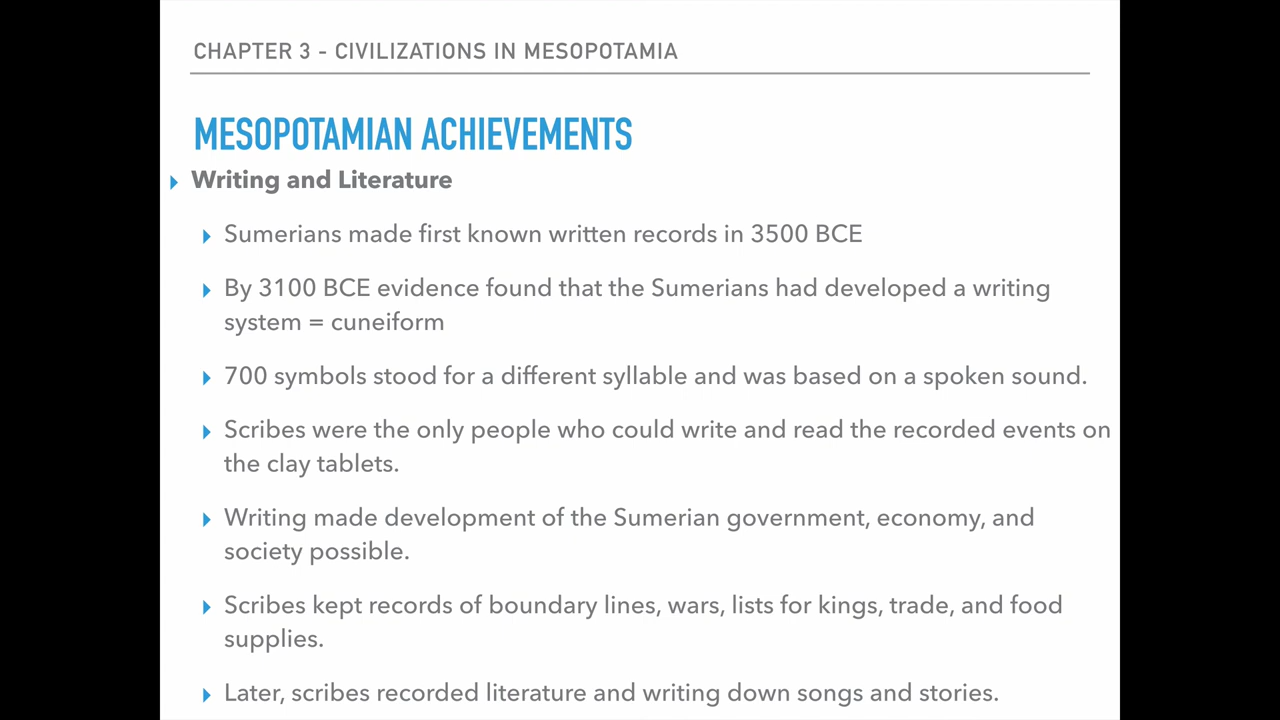 CHAPTER 3 - CIVILIZATIONS IN MESOPOTAMIA
MESOPOTAMIAN ACHIEVEMENTS
Writing and Literature
Sumerians made first known written records in 3500 BCE
By 3100 BCE evidence found that the Sumerians had developed a writing
system = cuneiform
700 symbols stood for a different syllable and was based on a spoken sound.
Scribes were the only people who could write and read the recorded events on
the clay tablets.
Writing made development of the Sumerian government, economy, and
society possible.
Scribes kept records of boundary lines, wars, lists for kings, trade, and food
supplies.
Later, scribes recorded literature and writing down songs and stories.